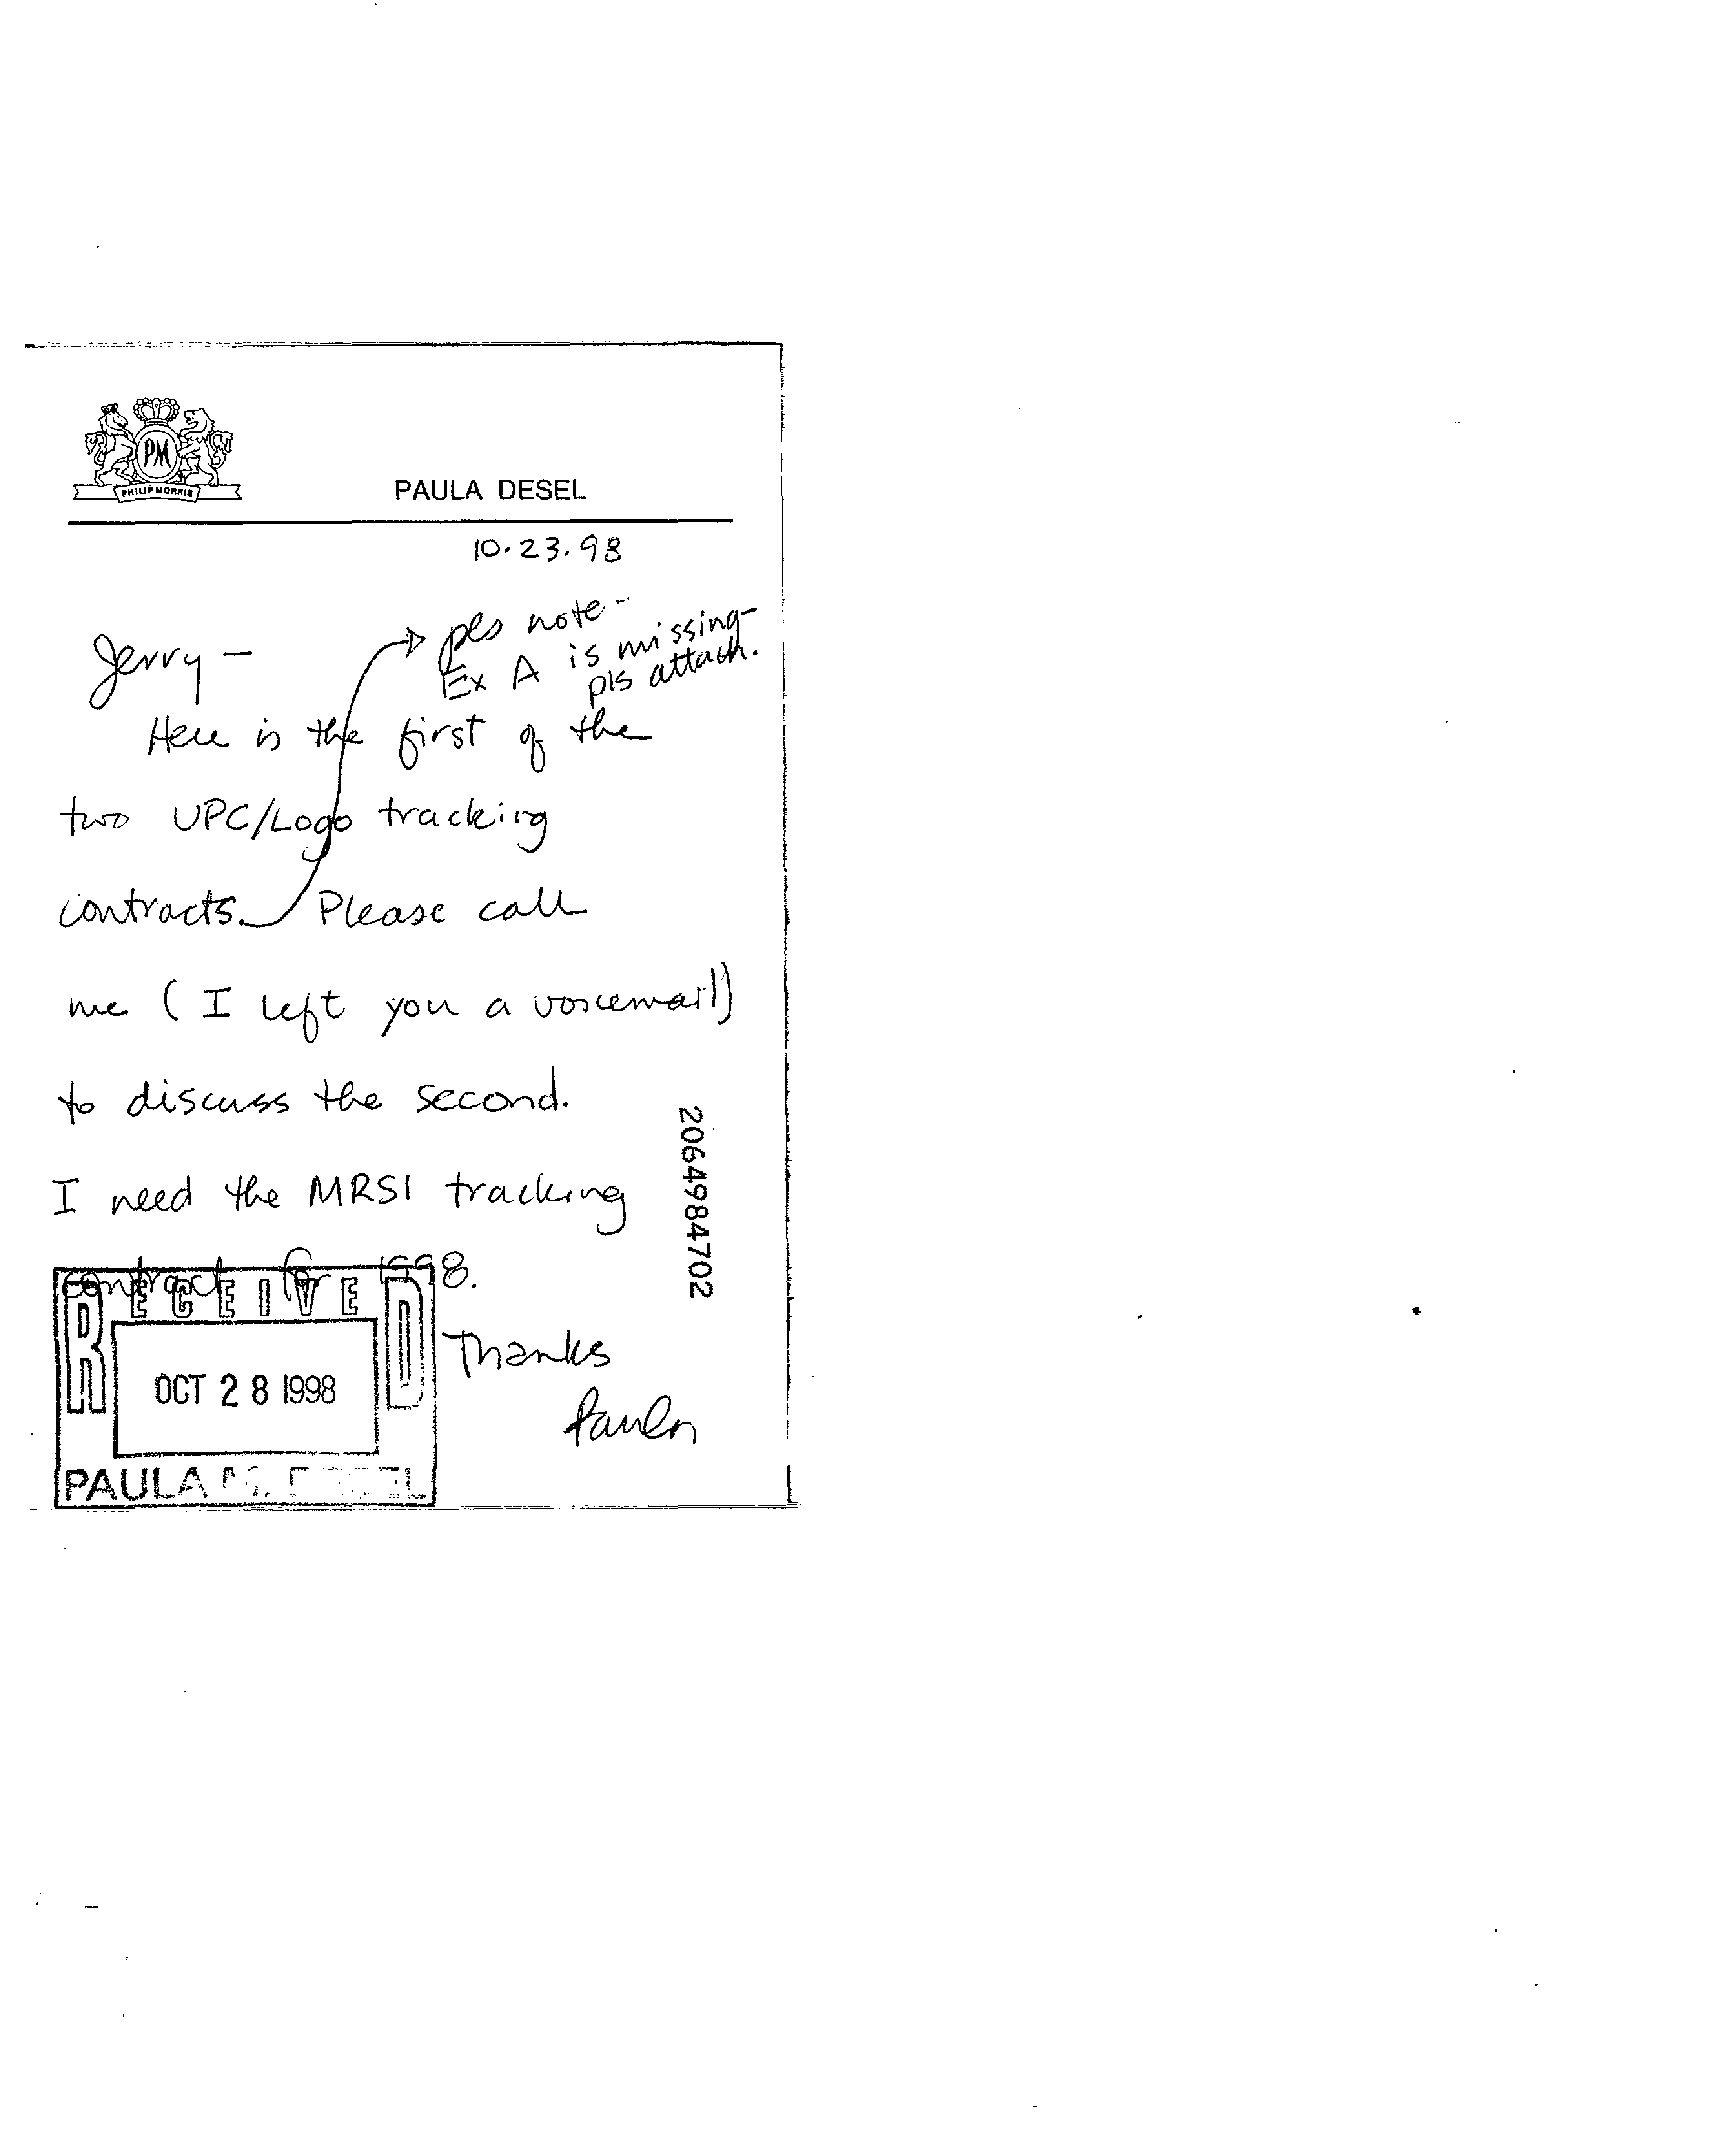 PM
PHILIP MORRIS
PAULA DESEL
10.23.98
pls note -
Ex A is missing-
pls attach.
Jerry -
Here is the first of the
two UPC/Logo tracking
contracts. Please call
me (I left you a voicemail)
to discuss the second.
I need the MRSI tracking
contract for 1998.
2064984702
RECEIVED
OCT 28 1998
PAULA M. DESEL
Thanks
Paula